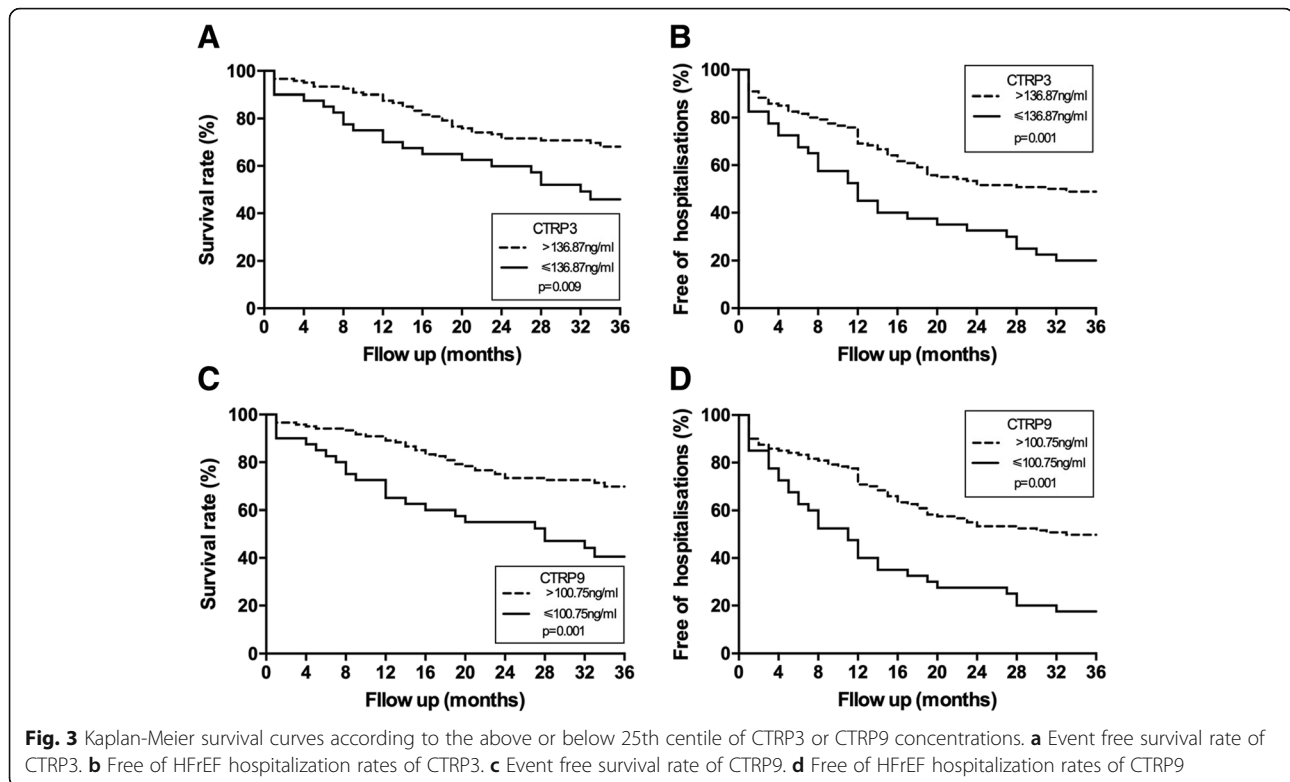 A
B
100
80
60
40
20
0
Survival rate (%)
CTRP3
>136.87ng/ml
≤136.87ng/ml
p=0.009
0 4 8 12 16 20 24 28 32 36
Fllow up (months)
100
80
60
40
20
0
Free of hospitalisations (%)
CTRP3
>136.87ng/ml
≤136.87ng/ml
p=0.001
0 4 8 12 16 20 24 28 32 36
Fllow up (months)
C
D
100
80
60
40
20
0
Survival rate (%)
CTRP9
>100.75ng/ml
≤100.75ng/ml
p=0.001
0 4 8 12 16 20 24 28 32 36
Fllow up (months)
100
80
60
40
20
0
Free of hospitalisations (%)
CTRP9
>100.75ng/ml
≤100.75ng/ml
p=0.001
0 4 8 12 16 20 24 28 32 36
Fllow up (months)
Fig. 3 Kaplan-Meier survival curves according to the above or below 25th centile of CTRP3 or CTRP9 concentrations. a Event free survival rate of
CTRP3. b Free of HFrEF hospitalization rates of CTRP3. c Event free survival rate of CTRP9. d Free of HFrEF hospitalization rates of CTRP9